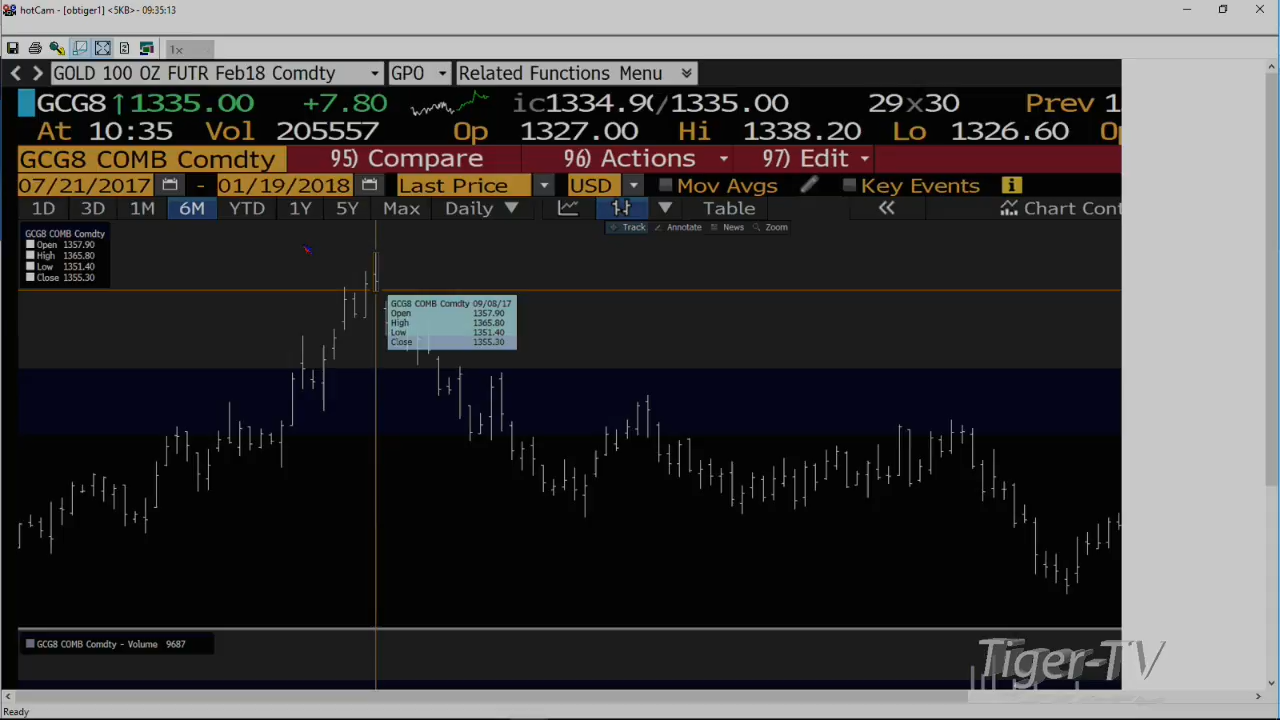 hotCam - [obtiger1] <5KB>- 09:35:13
1x
GOLD 100 OZ FUTR Feb18 Comdty GPO Related Functions Menu
GCG8 ↑1335.00 +7.80 ic1334.90/1335.00 29x30 Prev 1
At 10:35 Vol 205557 Op 1327.00 Hi 1338.20 Lo 1326.60 Op
GCG8 COMB Comdty 95) Compare 96) Actions 97) Edit
07/21/2017 - 01/19/2018 Last Price USD Mov Avgs Key Events
1D 3D 1M 6M YTD 1Y 5Y Max Daily ▼ Table « Chart Cont
Track Annotate News Zoom
GCG8 COMB Comdty
Open 1357.90
High 1365.80
Low 1351.40
Close 1355.30
GCG8 COMB Comdty 09/08/17
Open 1357.90
High 1365.80
Low 1351.40
Close 1355.30
GCG8 COMB Comdty - Volume 9687
Tiger-TV
Ready